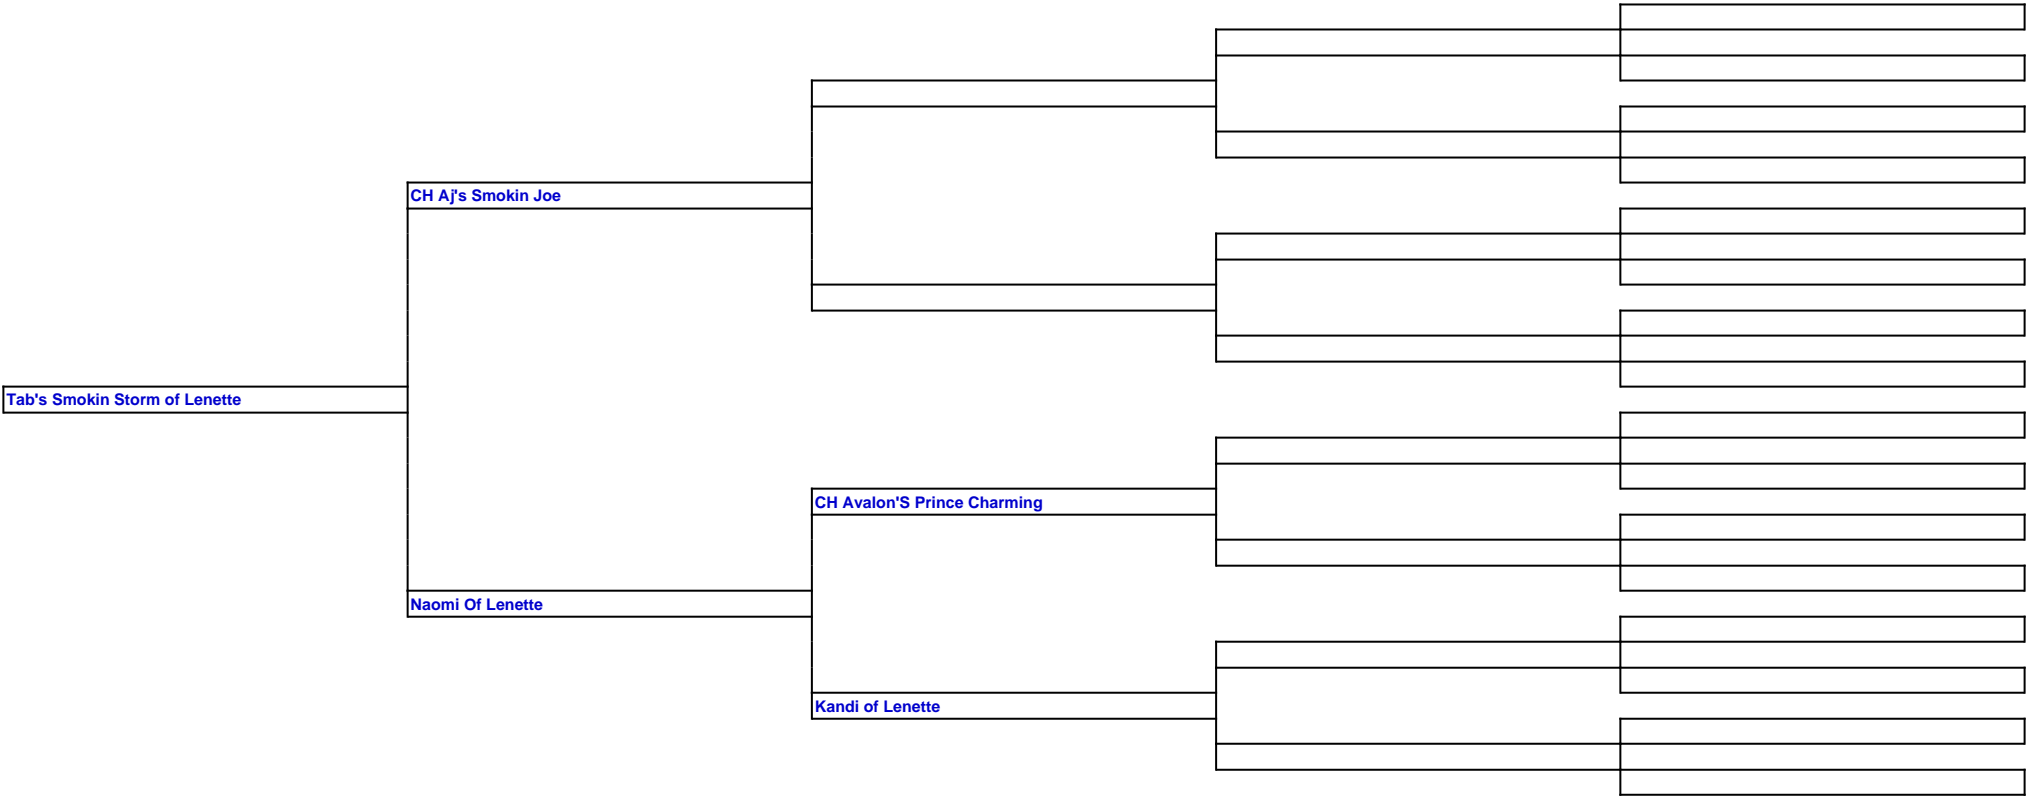 CH Aj's Smokin Joe
Tab's Smokin Storm of Lenette
CH Avalon'S Prince Charming
Naomi Of Lenette
Kandi of Lenette